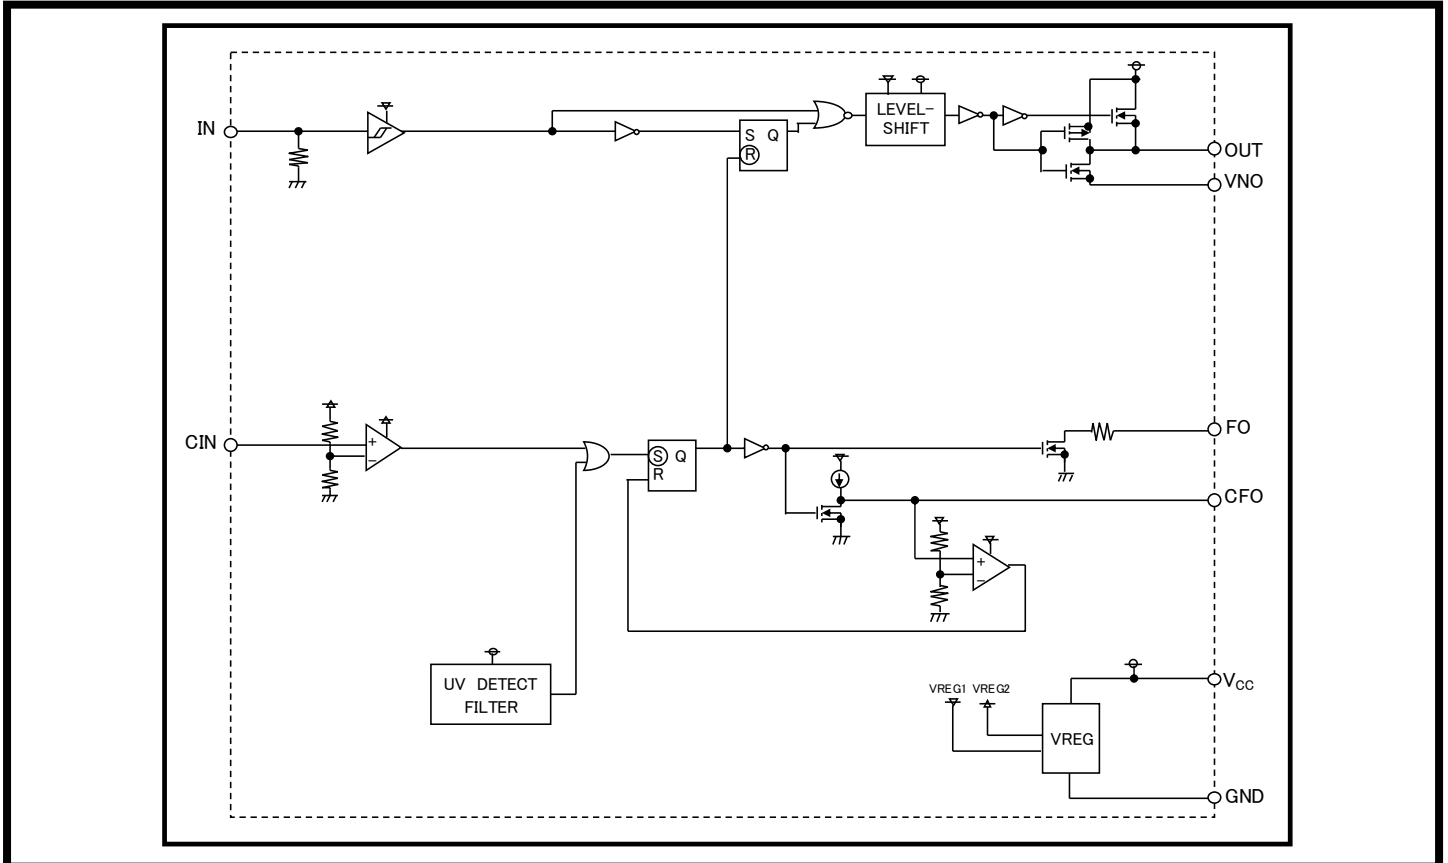 IN
LEVEL-
SHIFT
S Q
R
OUT
VNO
CIN
+
−
S Q
R
FO
CFO
+
−
UV DETECT
FILTER
VREG1 VREG2
VREG
VCC
GND